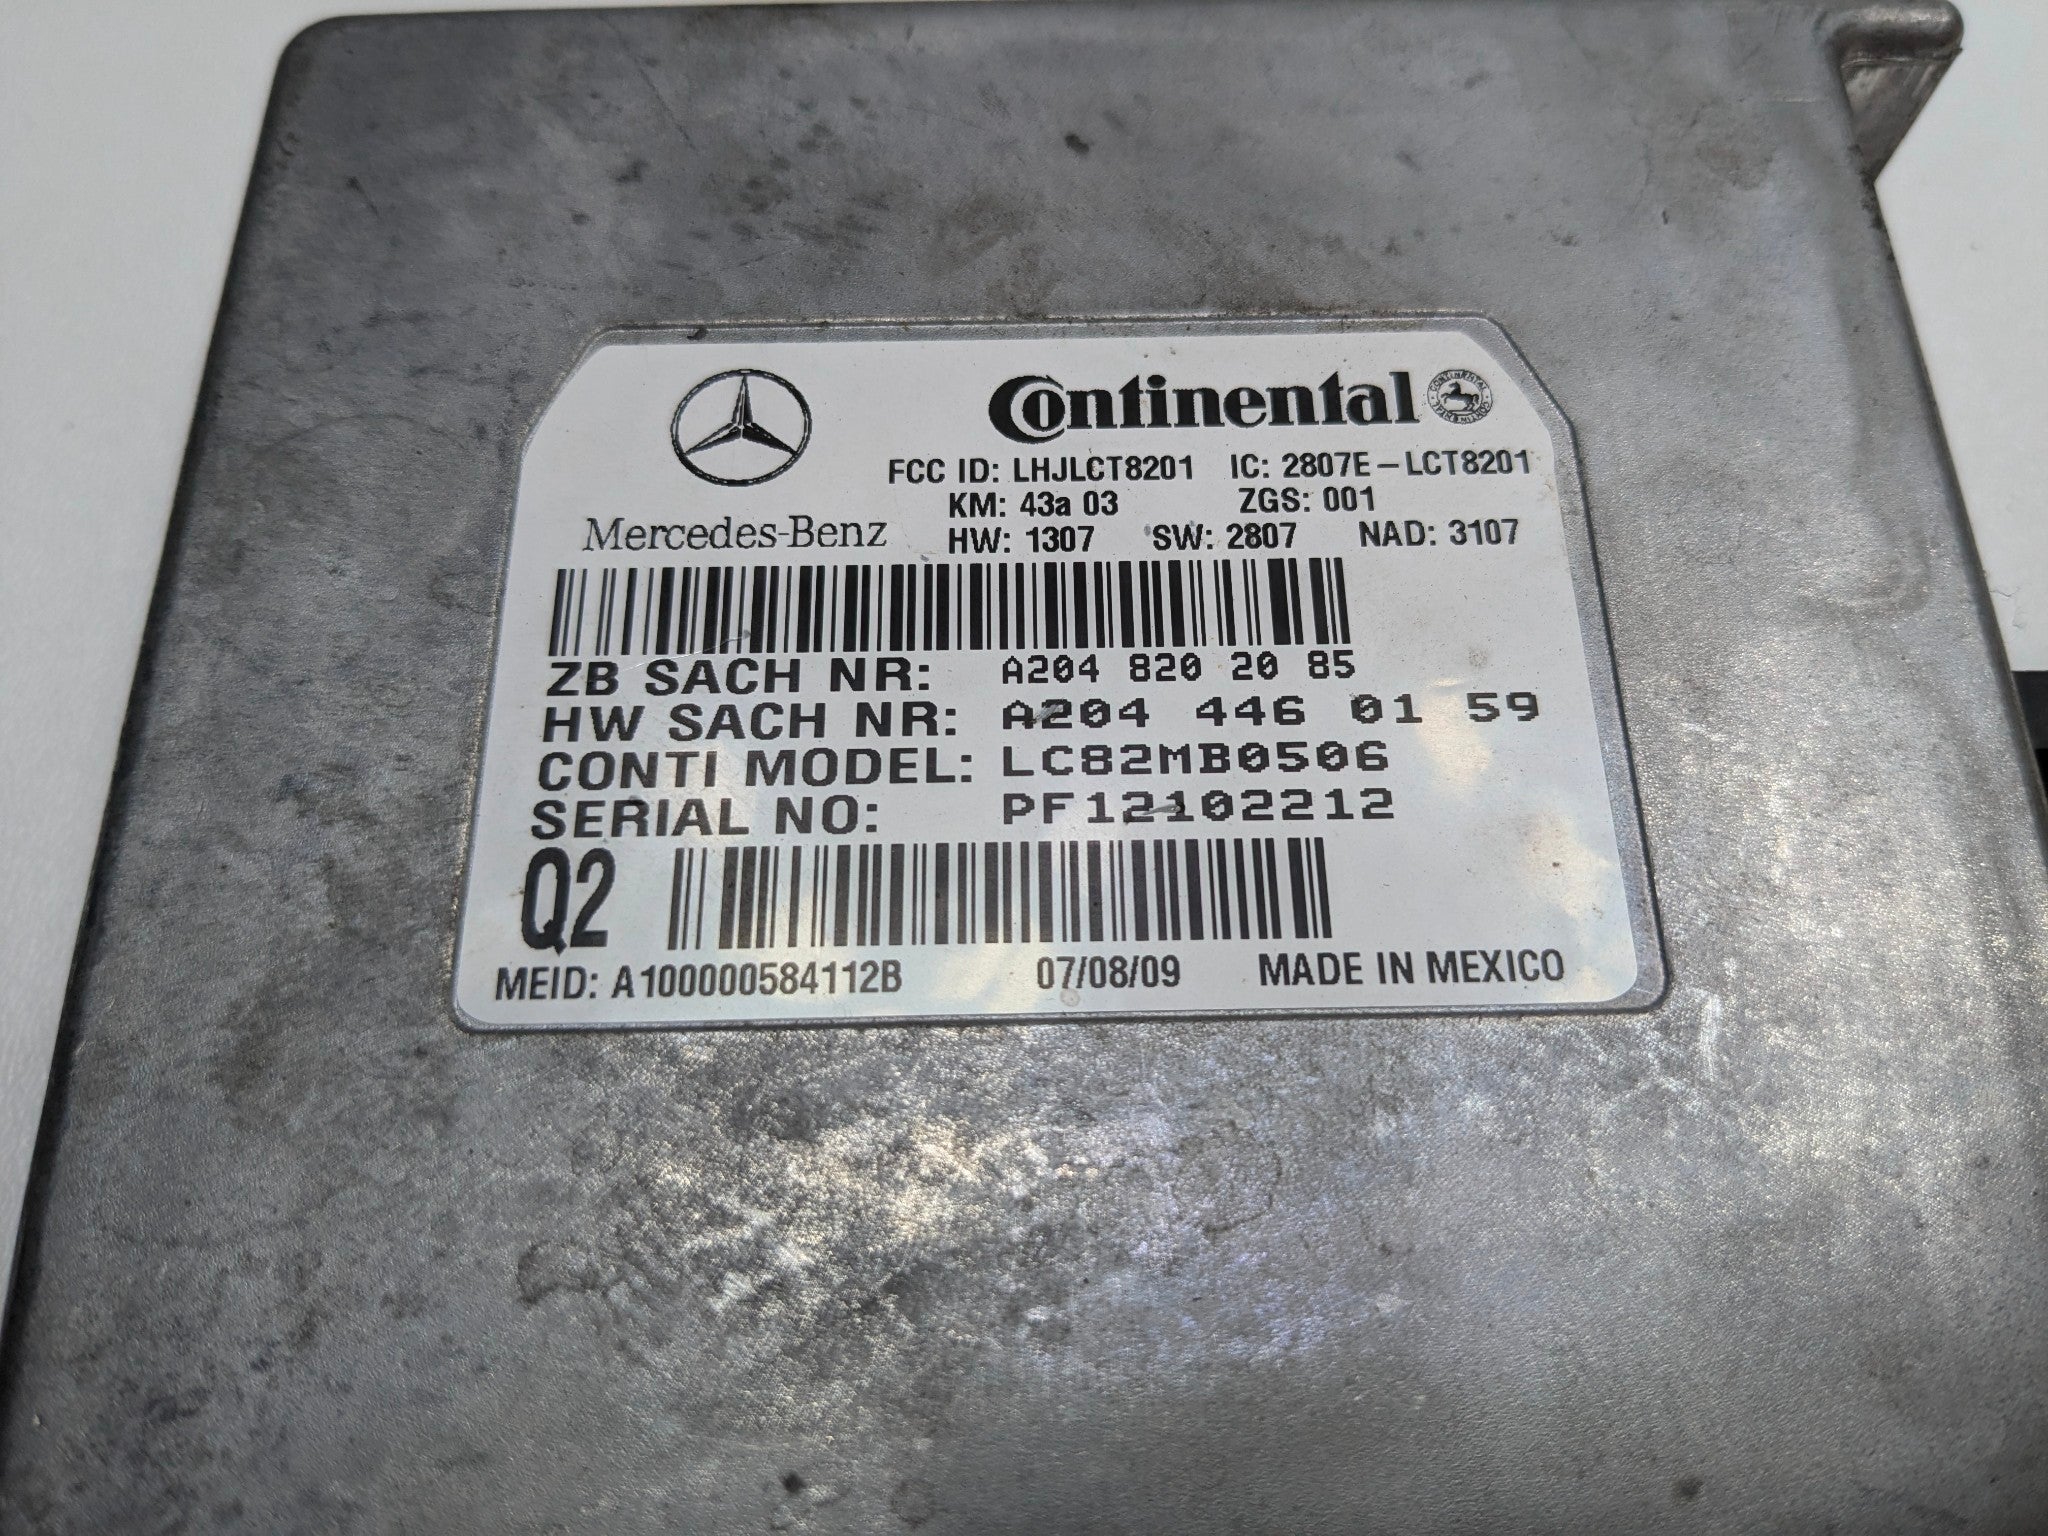 Continental
CONTINENTAL · CONTINENTAL
FCC ID: LHJLCT8201 IC: 2807E-LCT8201
KM: 43a 03 ZGS: 001
Mercedes-Benz HW: 1307 SW: 2807 NAD: 3107
ZB SACH NR: A204 820 20 85
HW SACH NR: A204 446 01 59
CONTI MODEL: LC82MB0506
SERIAL NO: PF12102212
Q2
MEID: A100000584112B 07/08/09 MADE IN MEXICO